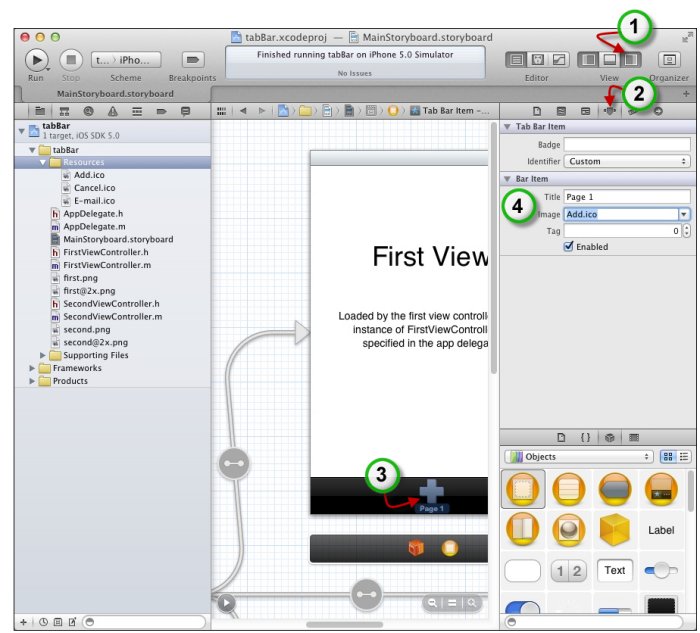 tabBar.xcodeproj — MainStoryboard.storyboard
1
t... iPho...
Finished running tabBar on iPhone 5.0 Simulator
No Issues
Run Stop Scheme Breakpoints Editor View Organizer
MainStoryboard.storyboard
2
Tab Bar Item – ...
tabBar
1 target, iOS SDK 5.0
tabBar
Resources
Add.ico
Cancel.ico
E-mail.ico
AppDelegate.h
AppDelegate.m
MainStoryboard.storyboard
FirstViewController.h
FirstViewController.m
first.png
first@2x.png
SecondViewController.h
SecondViewController.m
second.png
second@2x.png
Supporting Files
Frameworks
Products
First View
Loaded by the first view controlle
instance of FirstViewControll
specified in the app delega
3
Page 1
Tab Bar Item
Badge
Identifier Custom
Bar Item
4
Title Page 1
Image Add.ico
Tag 0
Enabled
Objects
Label
1 2
Text